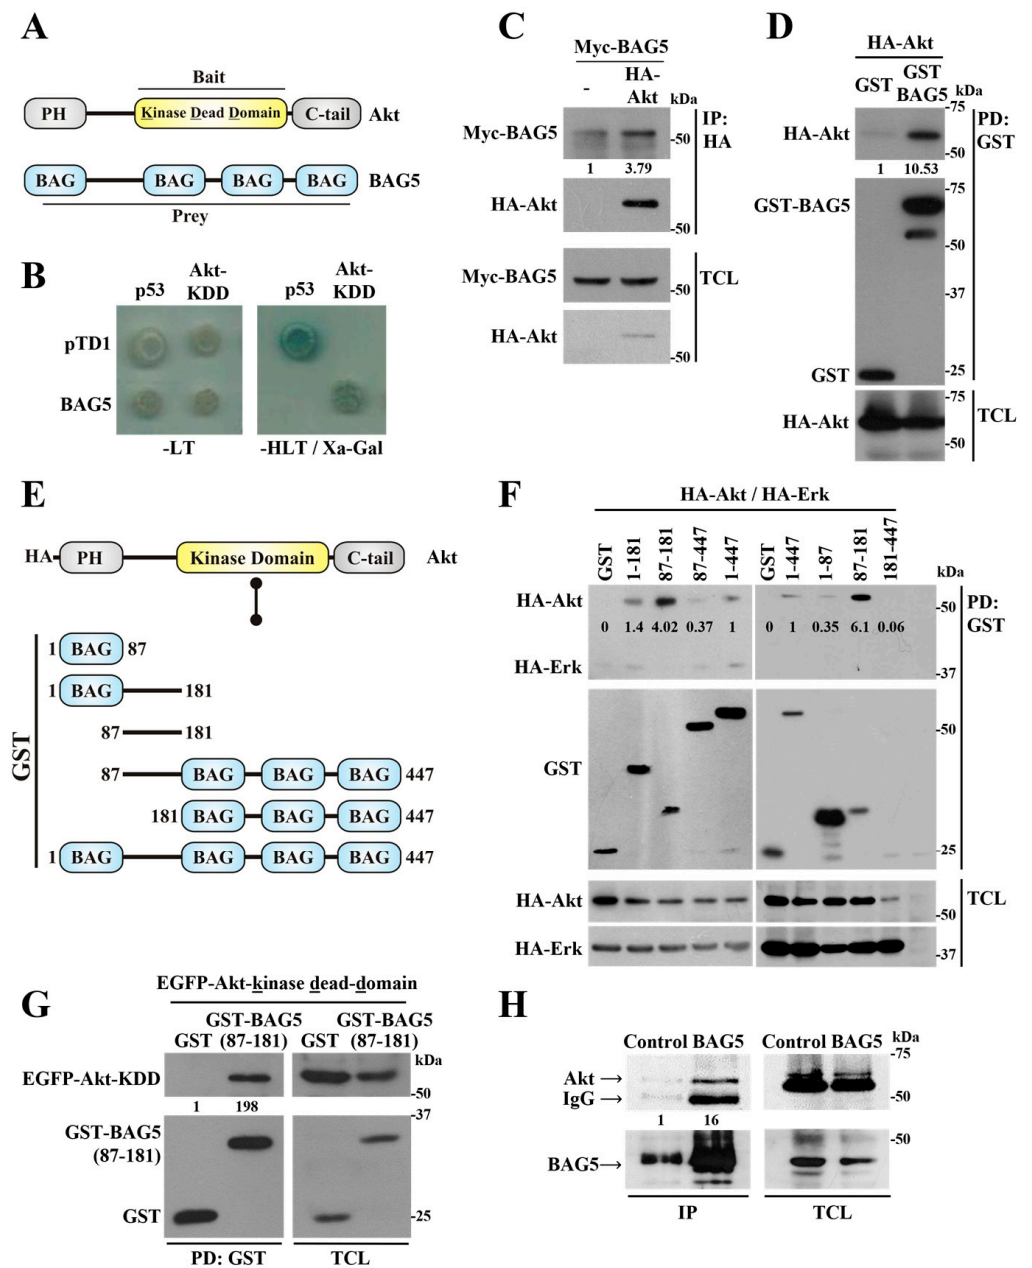 A
Bait
PH
Kinase Dead Domain
C-tail
Akt
BAG
BAG
BAG
BAG
BAG5
Prey
B
p53
Akt-
KDD
p53
Akt-
KDD
pTD1
BAG5
-LT
-HLT / Xa-Gal
C
Myc-BAG5
-
HA-
Akt
kDa
IP:
HA
Myc-BAG5
-50
1
3.79
HA-Akt
-50
Myc-BAG5
-50
TCL
HA-Akt
-50
D
HA-Akt
GST
GST
BAG5
kDa
-75
PD:
GST
HA-Akt
-50
1
10.53
-75
GST-BAG5
-50
-37
GST
-25
-75
HA-Akt
TCL
-50
E
HA
PH
Kinase Domain
C-tail
Akt
GST
1 BAG 87
1 BAG 181
87 181
87 BAG BAG BAG 447
181 BAG BAG BAG 447
1 BAG BAG BAG BAG 447
F
HA-Akt / HA-Erk
GST
1-181
87-181
87-447
1-447
GST
1-447
1-87
87-181
181-447
kDa
HA-Akt
-50
PD:
GST
0 1.4 4.02 0.37 1 0 1 0.35 6.1 0.06
HA-Erk
-37
-50
GST
-25
HA-Akt
-50
TCL
HA-Erk
-37
G
EGFP-Akt-kinase dead-domain
GST
GST-BAG5
(87-181)
GST
GST-BAG5
(87-181)
kDa
EGFP-Akt-KDD
-50
1
198
-37
GST-BAG5
(87-181)
GST
-25
PD: GST
TCL
H
Control BAG5
Control BAG5
kDa
-75
Akt
IgG
-50
1
16
-50
BAG5
IP
TCL